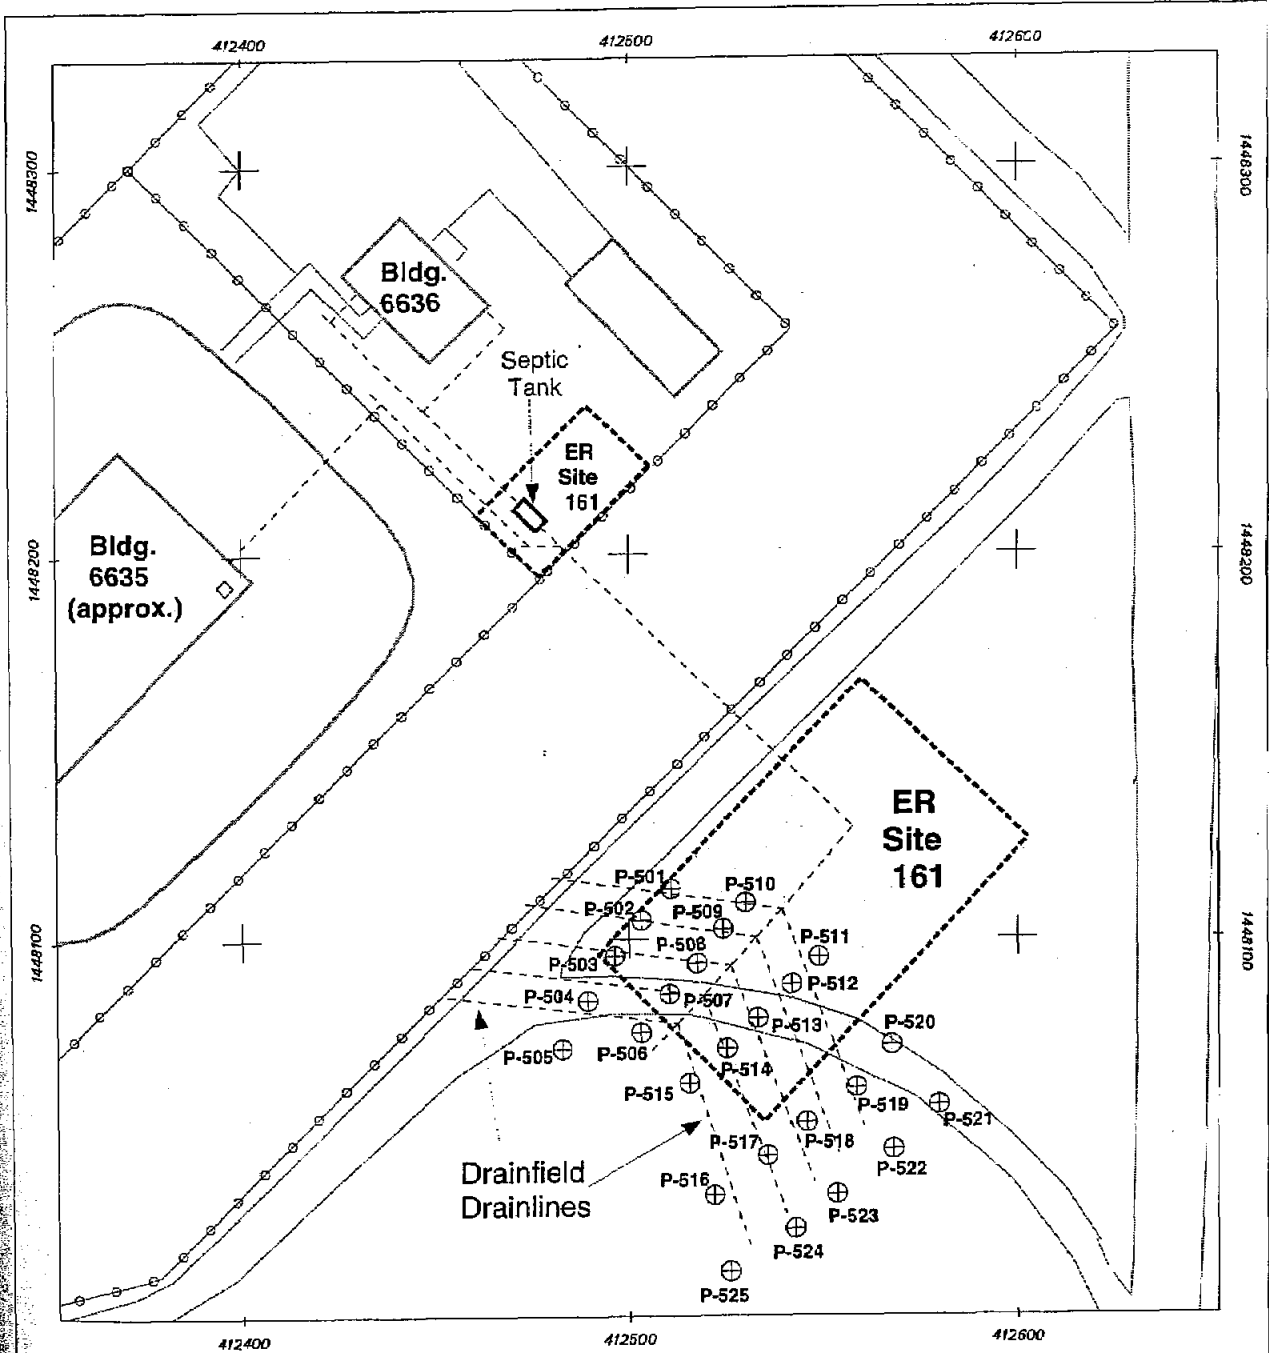 412400
412500
412600
1448300
1448300
Bldg.
6636
Septic
Tank
ER
Site
161
1448200
1448200
Bldg.
6635
(approx.)
ER
Site
161
P-501
P-510
P-502
P-509
P-511
P-508
P-503
P-512
1448100
1448100
P-504
P-507
P-513
P-520
P-505
P-506
P-514
P-515
P-519
P-521
P-517
P-518
P-522
P-516
Drainfield
Drainlines
P-523
P-524
P-525
412400
412500
412600